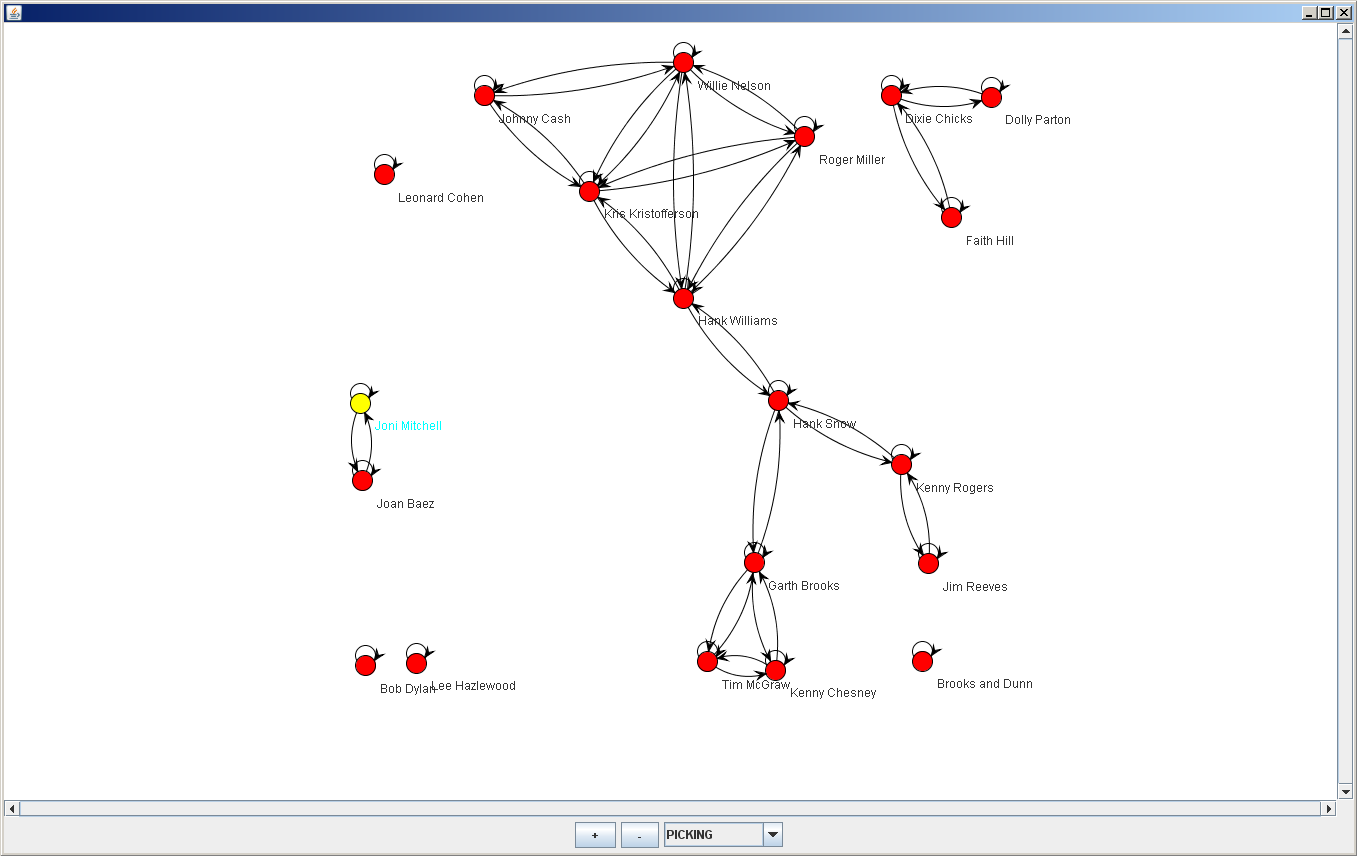 Willie Nelson
Johnny Cash
Dixie Chicks
Dolly Parton
Roger Miller
Leonard Cohen
Kris Kristofferson
Faith Hill
Hank Williams
Joni Mitchell
Hank Snow
Kenny Rogers
Joan Baez
Garth Brooks
Jim Reeves
Bob Dylan
Lee Hazlewood
Tim McGraw
Kenny Chesney
Brooks and Dunn
+
-
PICKING